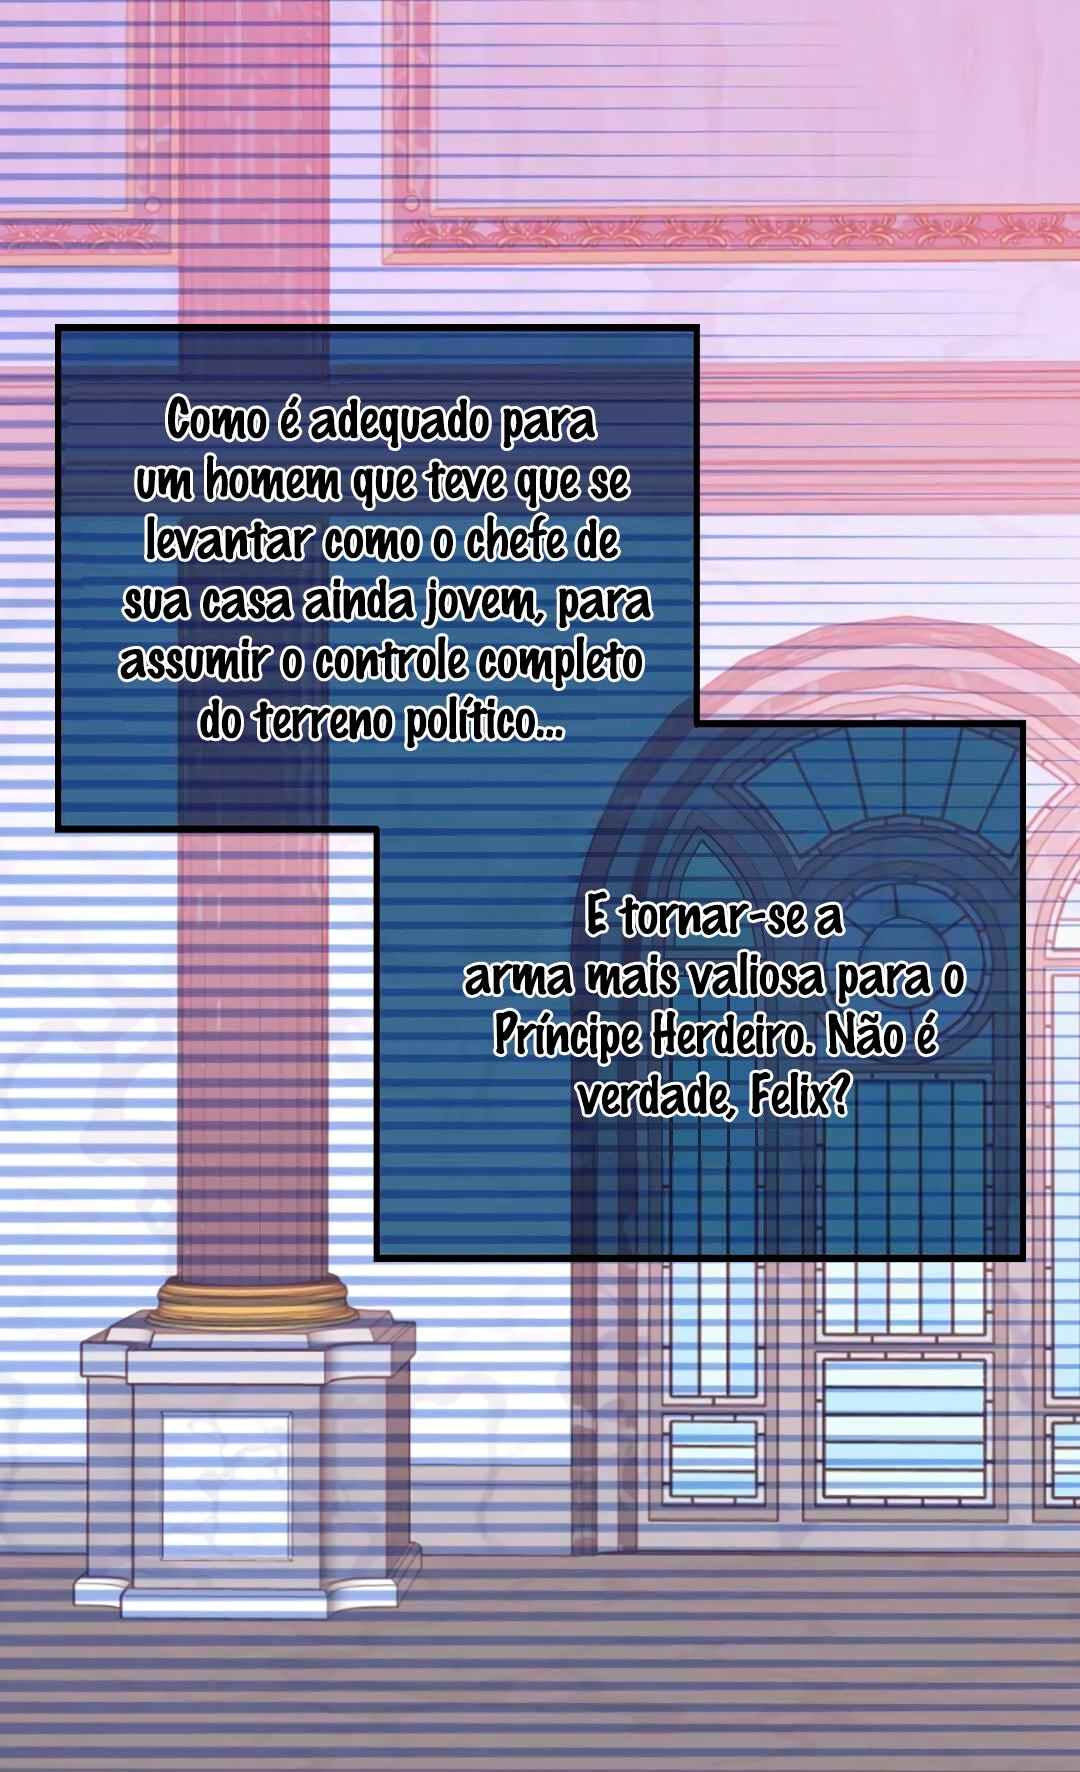 Como é adequado para
um homem que teve que se
levantar como o chefe de
sua casa ainda jovem, para
assumir o controle completo
do terreno político...
E tornar-se a
arma mais valiosa para o
Príncipe Herdeiro. Não é
verdade, Felix?